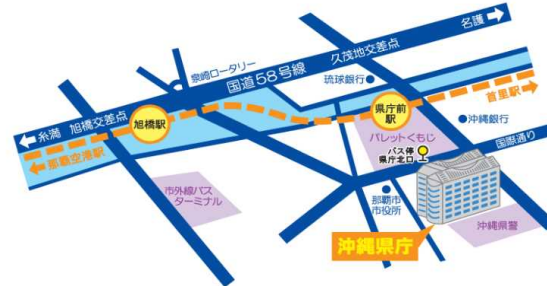 名護
久茂地交差点
泉崎ロータリー
国道58号線
琉球銀行
県庁前
駅
首里駅
糸満
旭橋交差点
旭橋駅
沖縄銀行
パレットくもじ
国際通り
バス停
県庁北口
那覇空港駅
市外線バス
ターミナル
那覇市
市役所
沖縄県警
沖縄県庁